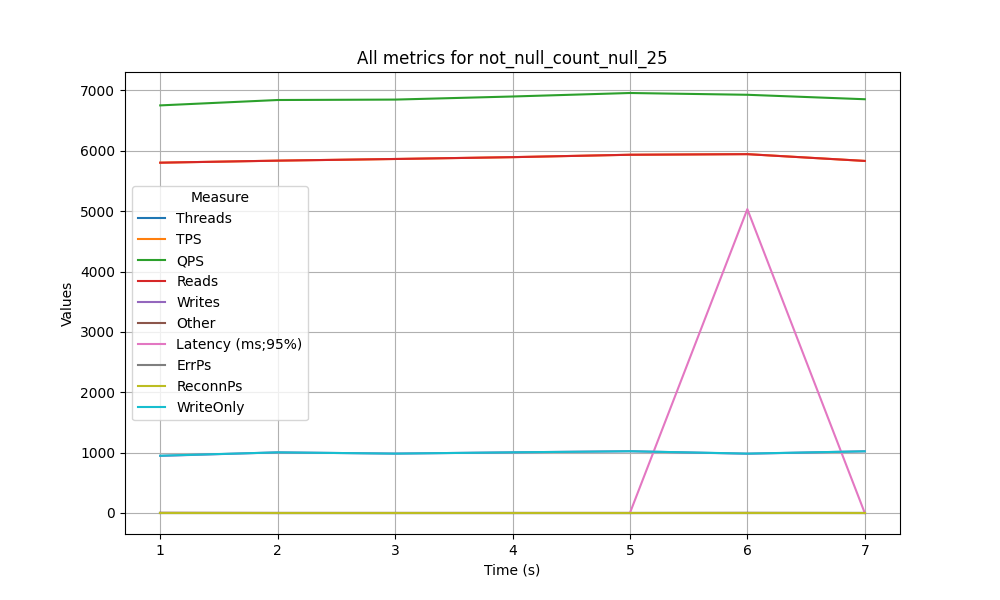 All metrics for not_null_count_null_25
7000
6000
5000
4000
3000
2000
1000
0
Values
Measure
Threads
TPS
QPS
Reads
Writes
Other
Latency (ms;95%)
ErrPs
ReconnPs
WriteOnly
1 2 3 4 5 6 7
Time (s)